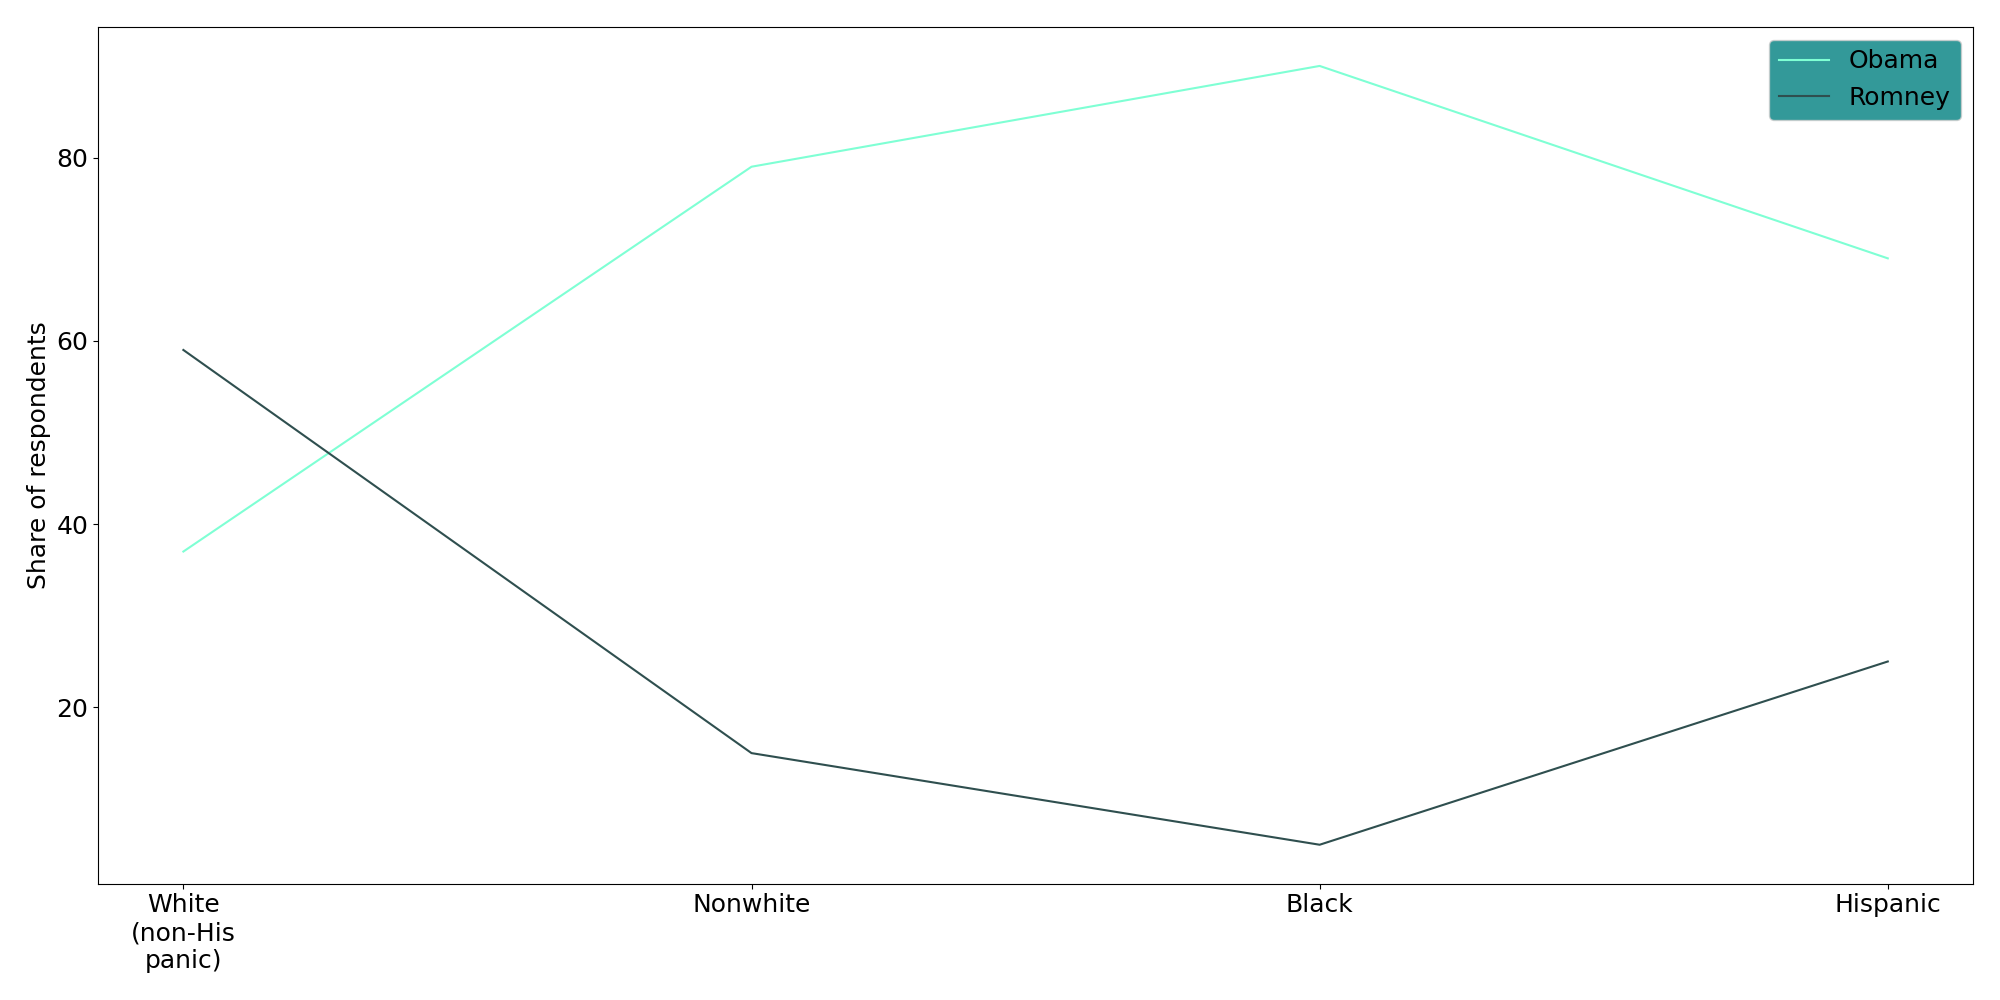 Obama
Romney
Share of respondents
80
60
40
20
White
(non-His
panic)
Nonwhite
Black
Hispanic